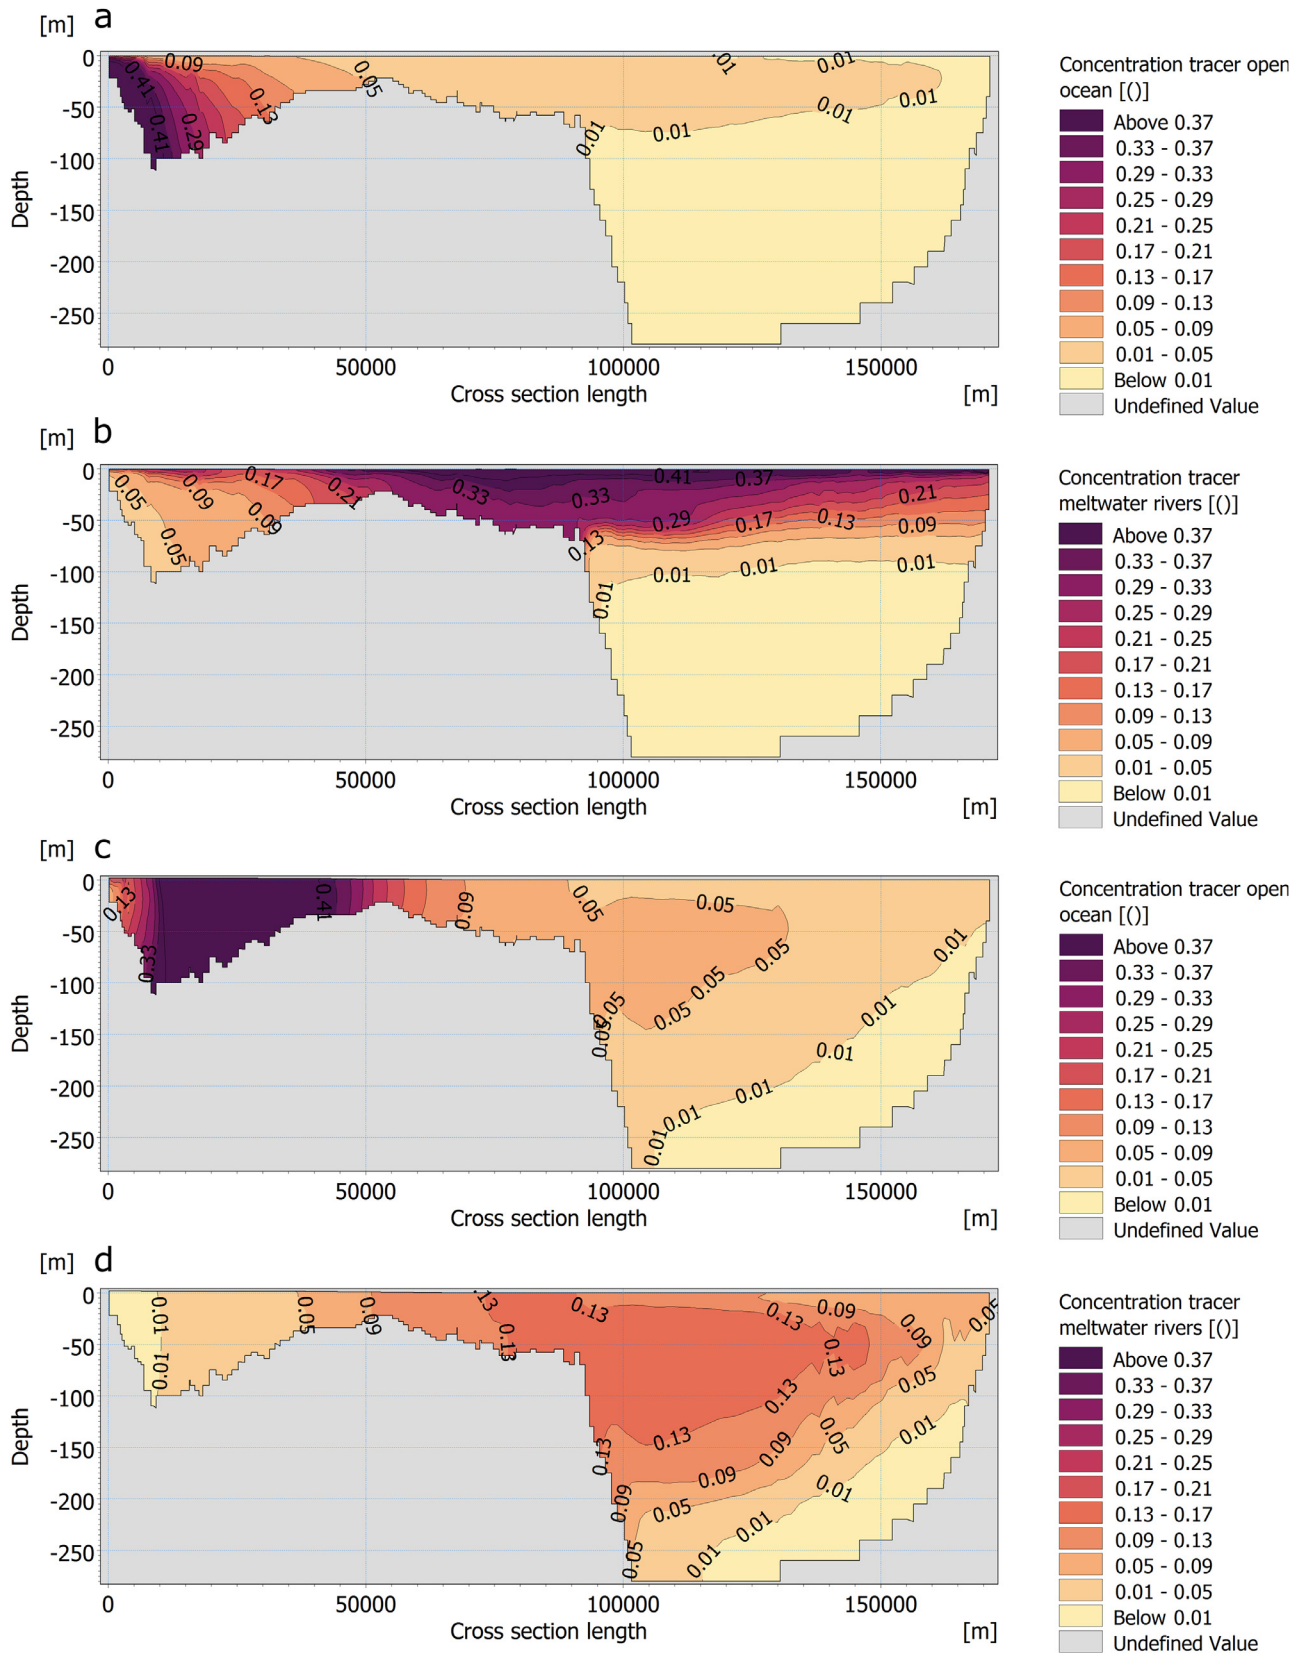 [m] a
0
-50
-100
-150
-200
-250
Depth
0.09
0.41
0.41
0.29
0.13
0.05
.01
0.01
0.01
0.01
0.01
0.01
0 50000 100000 150000
Cross section length [m]
Concentration tracer open
ocean [()]
Above 0.37
0.33 - 0.37
0.29 - 0.33
0.25 - 0.29
0.21 - 0.25
0.17 - 0.21
0.13 - 0.17
0.09 - 0.13
0.05 - 0.09
0.01 - 0.05
Below 0.01
Undefined Value
[m] b
0
-50
-100
-150
-200
-250
Depth
0.05
0.09
0.17
0.09
0.05
0.21
0.33
0.33
0.41
0.37
0.29
0.17
0.13
0.21
0.09
0.13
0.01
0.01
0.01
0.01
0 50000 100000 150000
Cross section length [m]
Concentration tracer
meltwater rivers [()]
Above 0.37
0.33 - 0.37
0.29 - 0.33
0.25 - 0.29
0.21 - 0.25
0.17 - 0.21
0.13 - 0.17
0.09 - 0.13
0.05 - 0.09
0.01 - 0.05
Below 0.01
Undefined Value
[m] c
0
-50
-100
-150
-200
-250
Depth
0.13
0.33
0.41
0.09
0.05
0.05
0.05
0.05
0.05
0.05
0.05
0.01
0.01
0.01
0.01
0.01
0.01
0 50000 100000 150000
Cross section length [m]
Concentration tracer open
ocean [()]
Above 0.37
0.33 - 0.37
0.29 - 0.33
0.25 - 0.29
0.21 - 0.25
0.17 - 0.21
0.13 - 0.17
0.09 - 0.13
0.05 - 0.09
0.01 - 0.05
Below 0.01
Undefined Value
[m] d
0
-50
-100
-150
-200
-250
Depth
0.01
0.01
0.05
0.09
.13
0.13
0.13
0.13
0.09
0.09
0.05
0.13
0.13
0.13
0.13
0.09
0.09
0.09
0.05
0.05
0.05
0.05
0.01
0.01
0.01
0.01
0 50000 100000 150000
Cross section length [m]
Concentration tracer
meltwater rivers [()]
Above 0.37
0.33 - 0.37
0.29 - 0.33
0.25 - 0.29
0.21 - 0.25
0.17 - 0.21
0.13 - 0.17
0.09 - 0.13
0.05 - 0.09
0.01 - 0.05
Below 0.01
Undefined Value